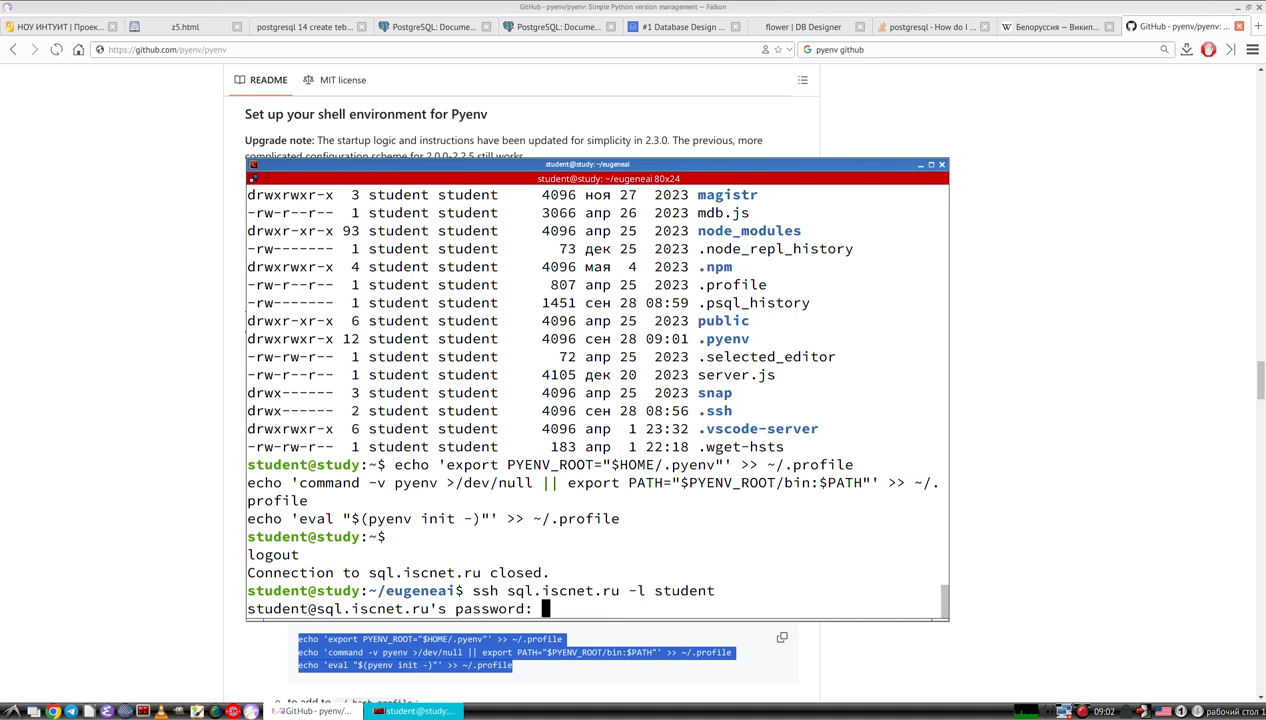 GitHub - pyenv/pyenv: Simple Python version management — Falkon
НОУ ИНТУИТ | Проек...
z5.html
postgresql 14 create teb...
PostgreSQL: Docume...
PostgreSQL: Docume...
#1 Database Design ...
flower | DB Designer
postgresql - How do I ...
Белоруссия — Викип...
GitHub - pyenv/pyenv: ...
https://github.com/pyenv/pyenv
pyenv github
README
MIT license
Set up your shell environment for Pyenv
Upgrade note: The startup logic and instructions have been updated for simplicity in 2.3.0. The previous, more
complicated configuration scheme for 2.0.0-2.2.5 still works.
student@study: ~/eugeneai
student@study: ~/eugeneai 80x24
drwxrwxr-x 3 student student 4096 ноя 27 2023 magistr
-rw-r--r-- 1 student student 3066 апр 26 2023 mdb.js
drwxr-xr-x 93 student student 4096 апр 25 2023 node_modules
-rw------- 1 student student 73 дек 25 2023 .node_repl_history
drwxrwxr-x 4 student student 4096 мая 4 2023 .npm
-rw-r--r-- 1 student student 807 апр 25 2023 .profile
-rw------- 1 student student 1451 сен 28 08:59 .psql_history
drwxr-xr-x 6 student student 4096 апр 25 2023 public
drwxrwxr-x 12 student student 4096 сен 28 09:01 .pyenv
-rw-rw-r-- 1 student student 72 апр 25 2023 .selected_editor
-rw-r--r-- 1 student student 4105 дек 20 2023 server.js
drwx------ 3 student student 4096 апр 25 2023 snap
drwx------ 2 student student 4096 сен 28 08:56 .ssh
drwxrwxr-x 6 student student 4096 апр 1 23:32 .vscode-server
-rw-rw-r-- 1 student student 183 апр 1 22:18 .wget-hsts
student@study:~$ echo 'export PYENV_ROOT="$HOME/.pyenv"' >> ~/.profile
echo 'command -v pyenv >/dev/null || export PATH="$PYENV_ROOT/bin:$PATH"' >> ~/.
profile
echo 'eval "$(pyenv init -)"' >> ~/.profile
student@study:~$
logout
Connection to sql.iscnet.ru closed.
student@study:~/eugeneai$ ssh sql.iscnet.ru -l student
student@sql.iscnet.ru's password:
echo 'export PYENV_ROOT="$HOME/.pyenv"' >> ~/.profile
echo 'command -v pyenv >/dev/null || export PATH="$PYENV_ROOT/bin:$PATH"' >> ~/.profile
echo 'eval "$(pyenv init -)"' >> ~/.profile
GitHub - pyenv/...
student@study:...
09:02
рабочий стол 1